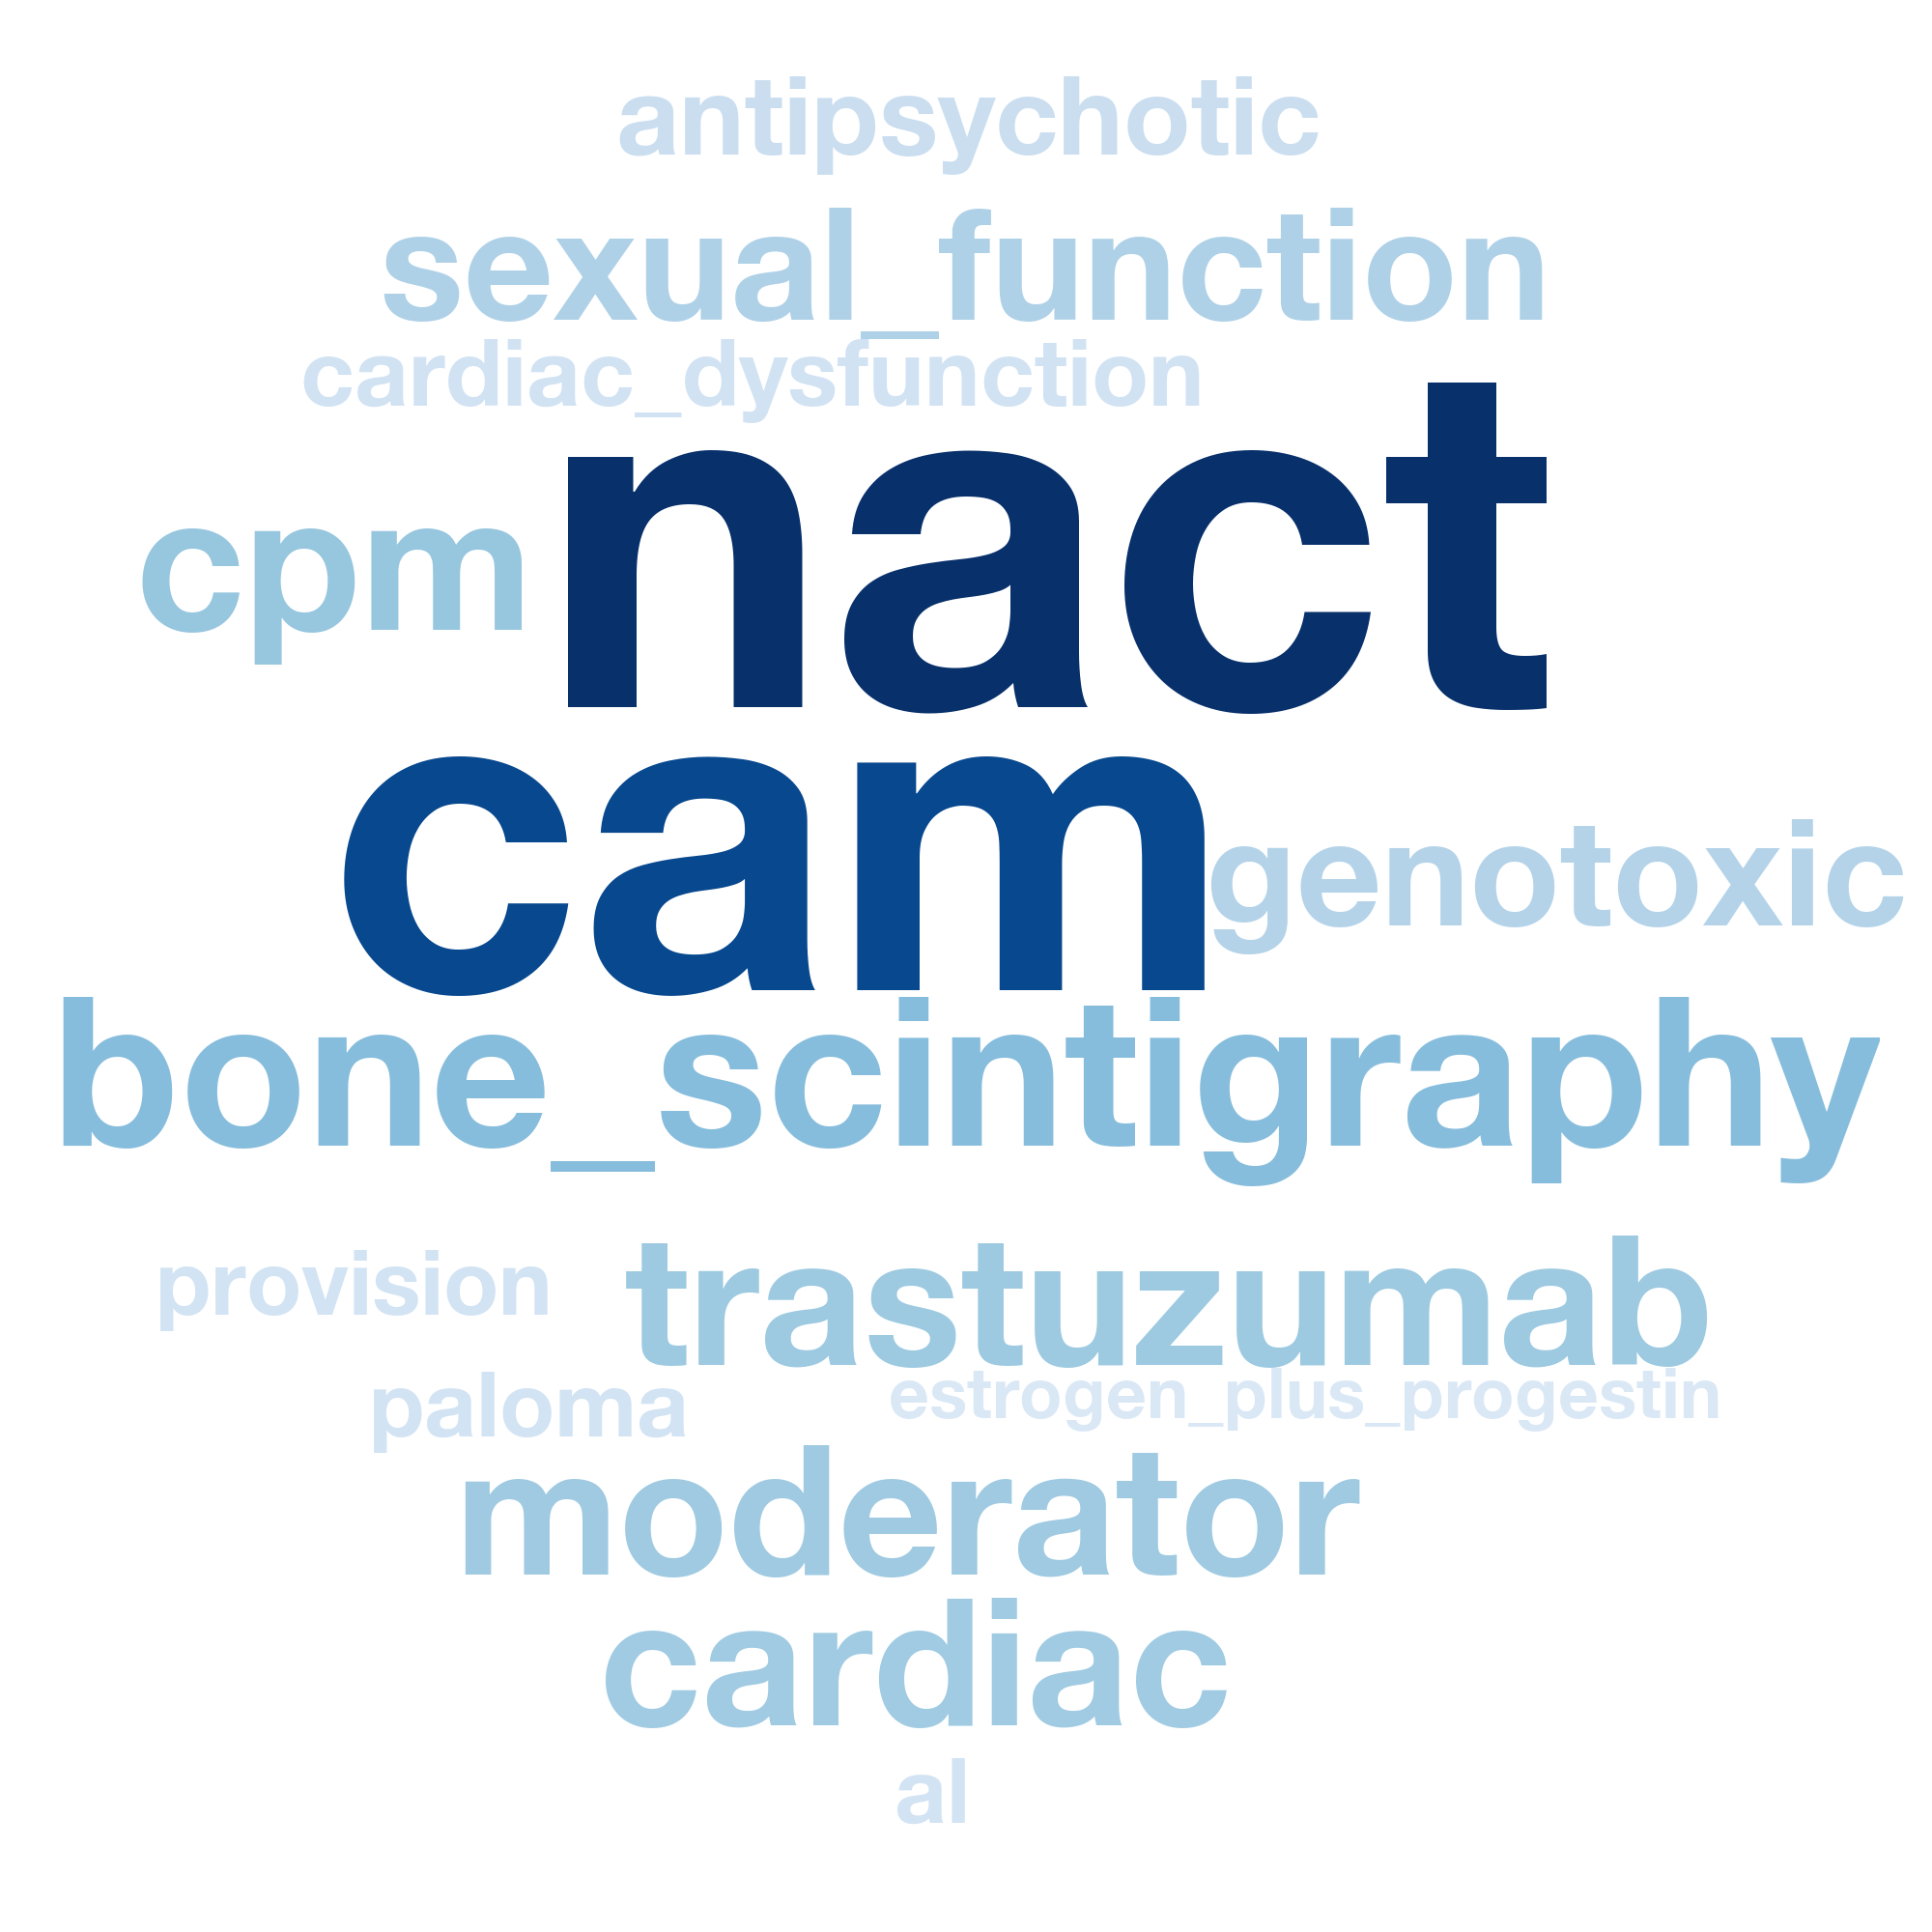 antipsychotic
sexual_function
cardiac_dysfunction
nact
cpm
cam
genotoxic
bone_scintigraphy
provision
trastuzumab
paloma
estrogen_plus_progestin
moderator
cardiac
al